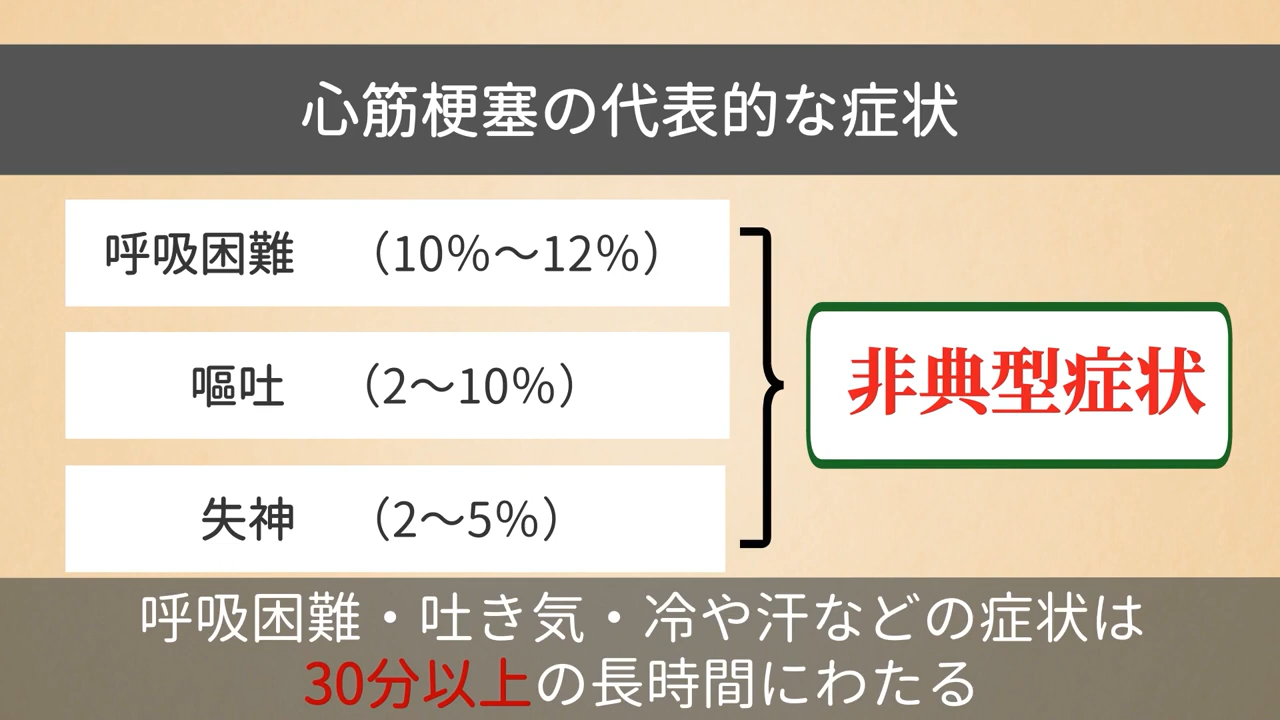 心筋梗塞の代表的な症状
呼吸困難　（10％～12％）
嘔吐　（2～10％）
失神　（2～5％）
非典型症状
呼吸困難・吐き気・冷や汗などの症状は
30分以上の長時間にわたる